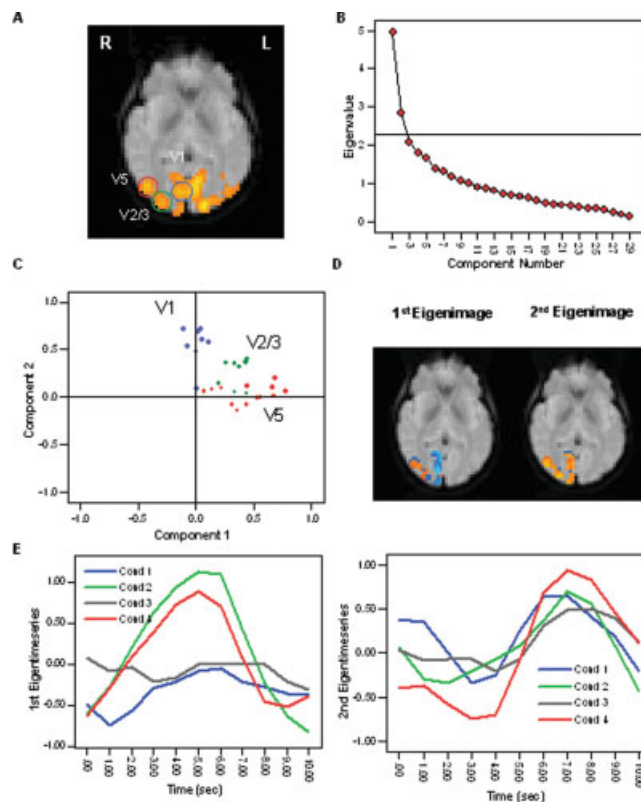 A
R
L
V1
V5
V2/3
B
Eigenvalue
5
4
3
2
1
0
1
3
5
7
9
11
13
15
17
19
21
23
25
27
29
Component Number
C
Component 2
1.0
0.5
0.0
-0.5
-1.0
V1
V2/3
V5
-1.0
-0.5
0.0
0.5
1.0
Component 1
D
1st Eigenimage
2nd Eigenimage
E
1st Eigentimeseries
1.00
0.50
0.00
-0.50
-1.00
Cond 1
Cond 2
Cond 3
Cond 4
.00
1.00
2.00
3.00
4.00
5.00
6.00
7.00
8.00
9.00
10.00
Time (sec)
2nd Eigentimeseries
1.00
0.50
0.00
-0.50
-1.00
Cond 1
Cond 2
Cond 3
Cond 4
.00
1.00
2.00
3.00
4.00
5.00
6.00
7.00
8.00
9.00
10.00
Time (sec)